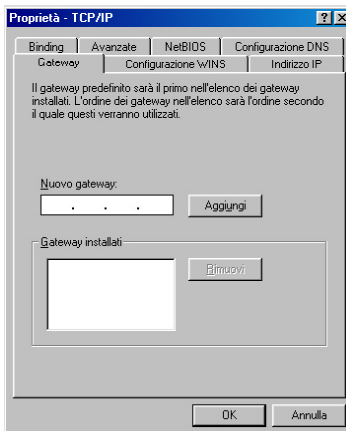 Proprietà - TCP/IP
Binding Avanzate NetBIOS Configurazione DNS
Gateway Configurazione WINS Indirizzo IP
Il gateway predefinito sarà il primo nell'elenco dei gateway
installati. L'ordine dei gateway nell'elenco sarà l'ordine secondo
il quale questi verranno utilizzati.
Nuovo gateway:
. . . Aggiungi
Gateway installati
Rimuovi
OK Annulla